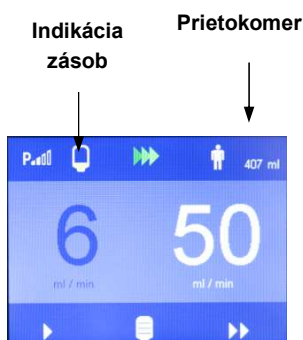 Indikácia
zásob
Prietokomer
P
407 ml
6
50
ml / min
ml / min